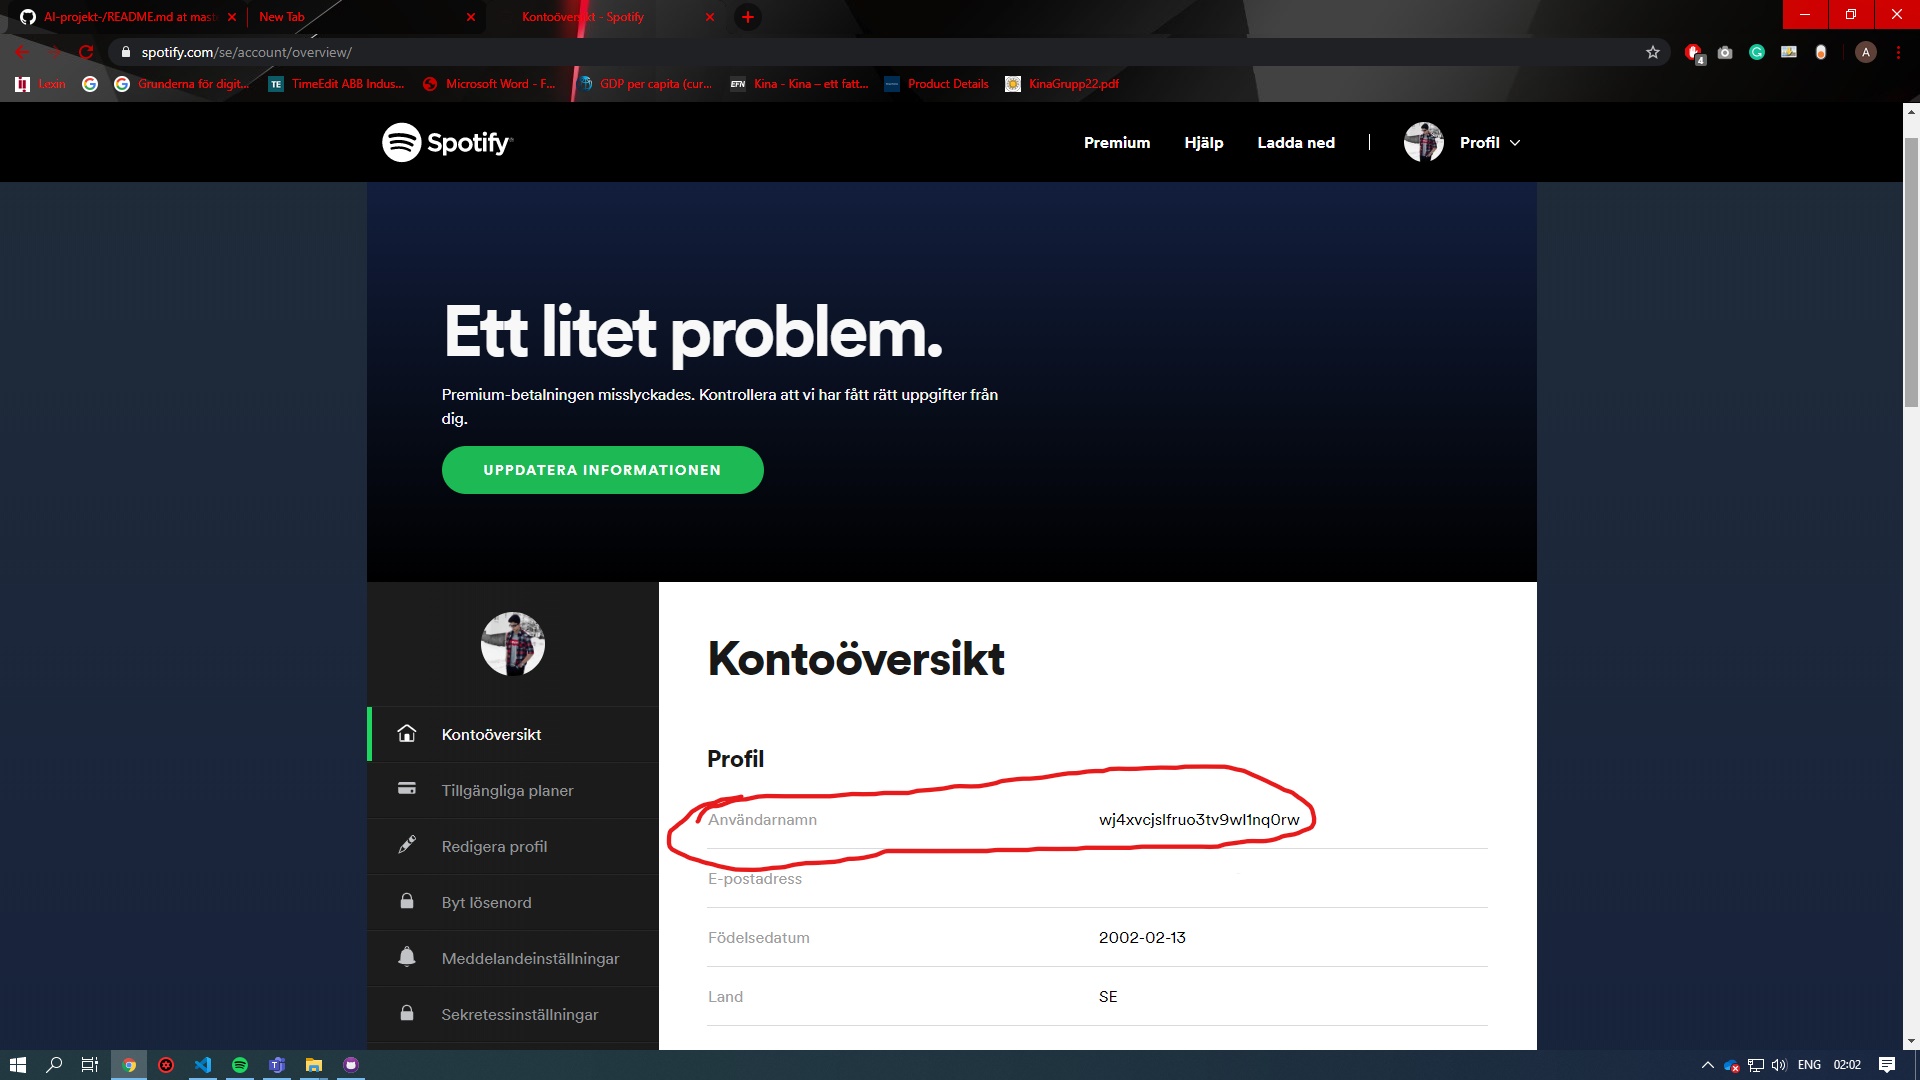 AI-projekt-/README.md at mast
New Tab
Kontoöversikt - Spotify
spotify.com/se/account/overview/
4
A
Lexin
Grunderna för digit...
TE
TimeEdit ABB Indus...
Microsoft Word - F...
GDP per capita (cur...
EFN
Kina - Kina – ett fatt...
Product Details
KinaGrupp22.pdf
Spotify
Premium
Hjälp
Ladda ned
Profil
Ett litet problem.
Premium-betalningen misslyckades. Kontrollera att vi har fått rätt uppgifter från
dig.
UPPDATERA INFORMATIONEN
Kontoöversikt
Tillgängliga planer
Redigera profil
Byt lösenord
Meddelandeinställningar
Sekretessinställningar
Kontoöversikt
Profil
Användarnamn
wj4xvcjslfruo3tv9wl1nq0rw
E-postadress
Födelsedatum
2002-02-13
Land
SE
ENG
02:02